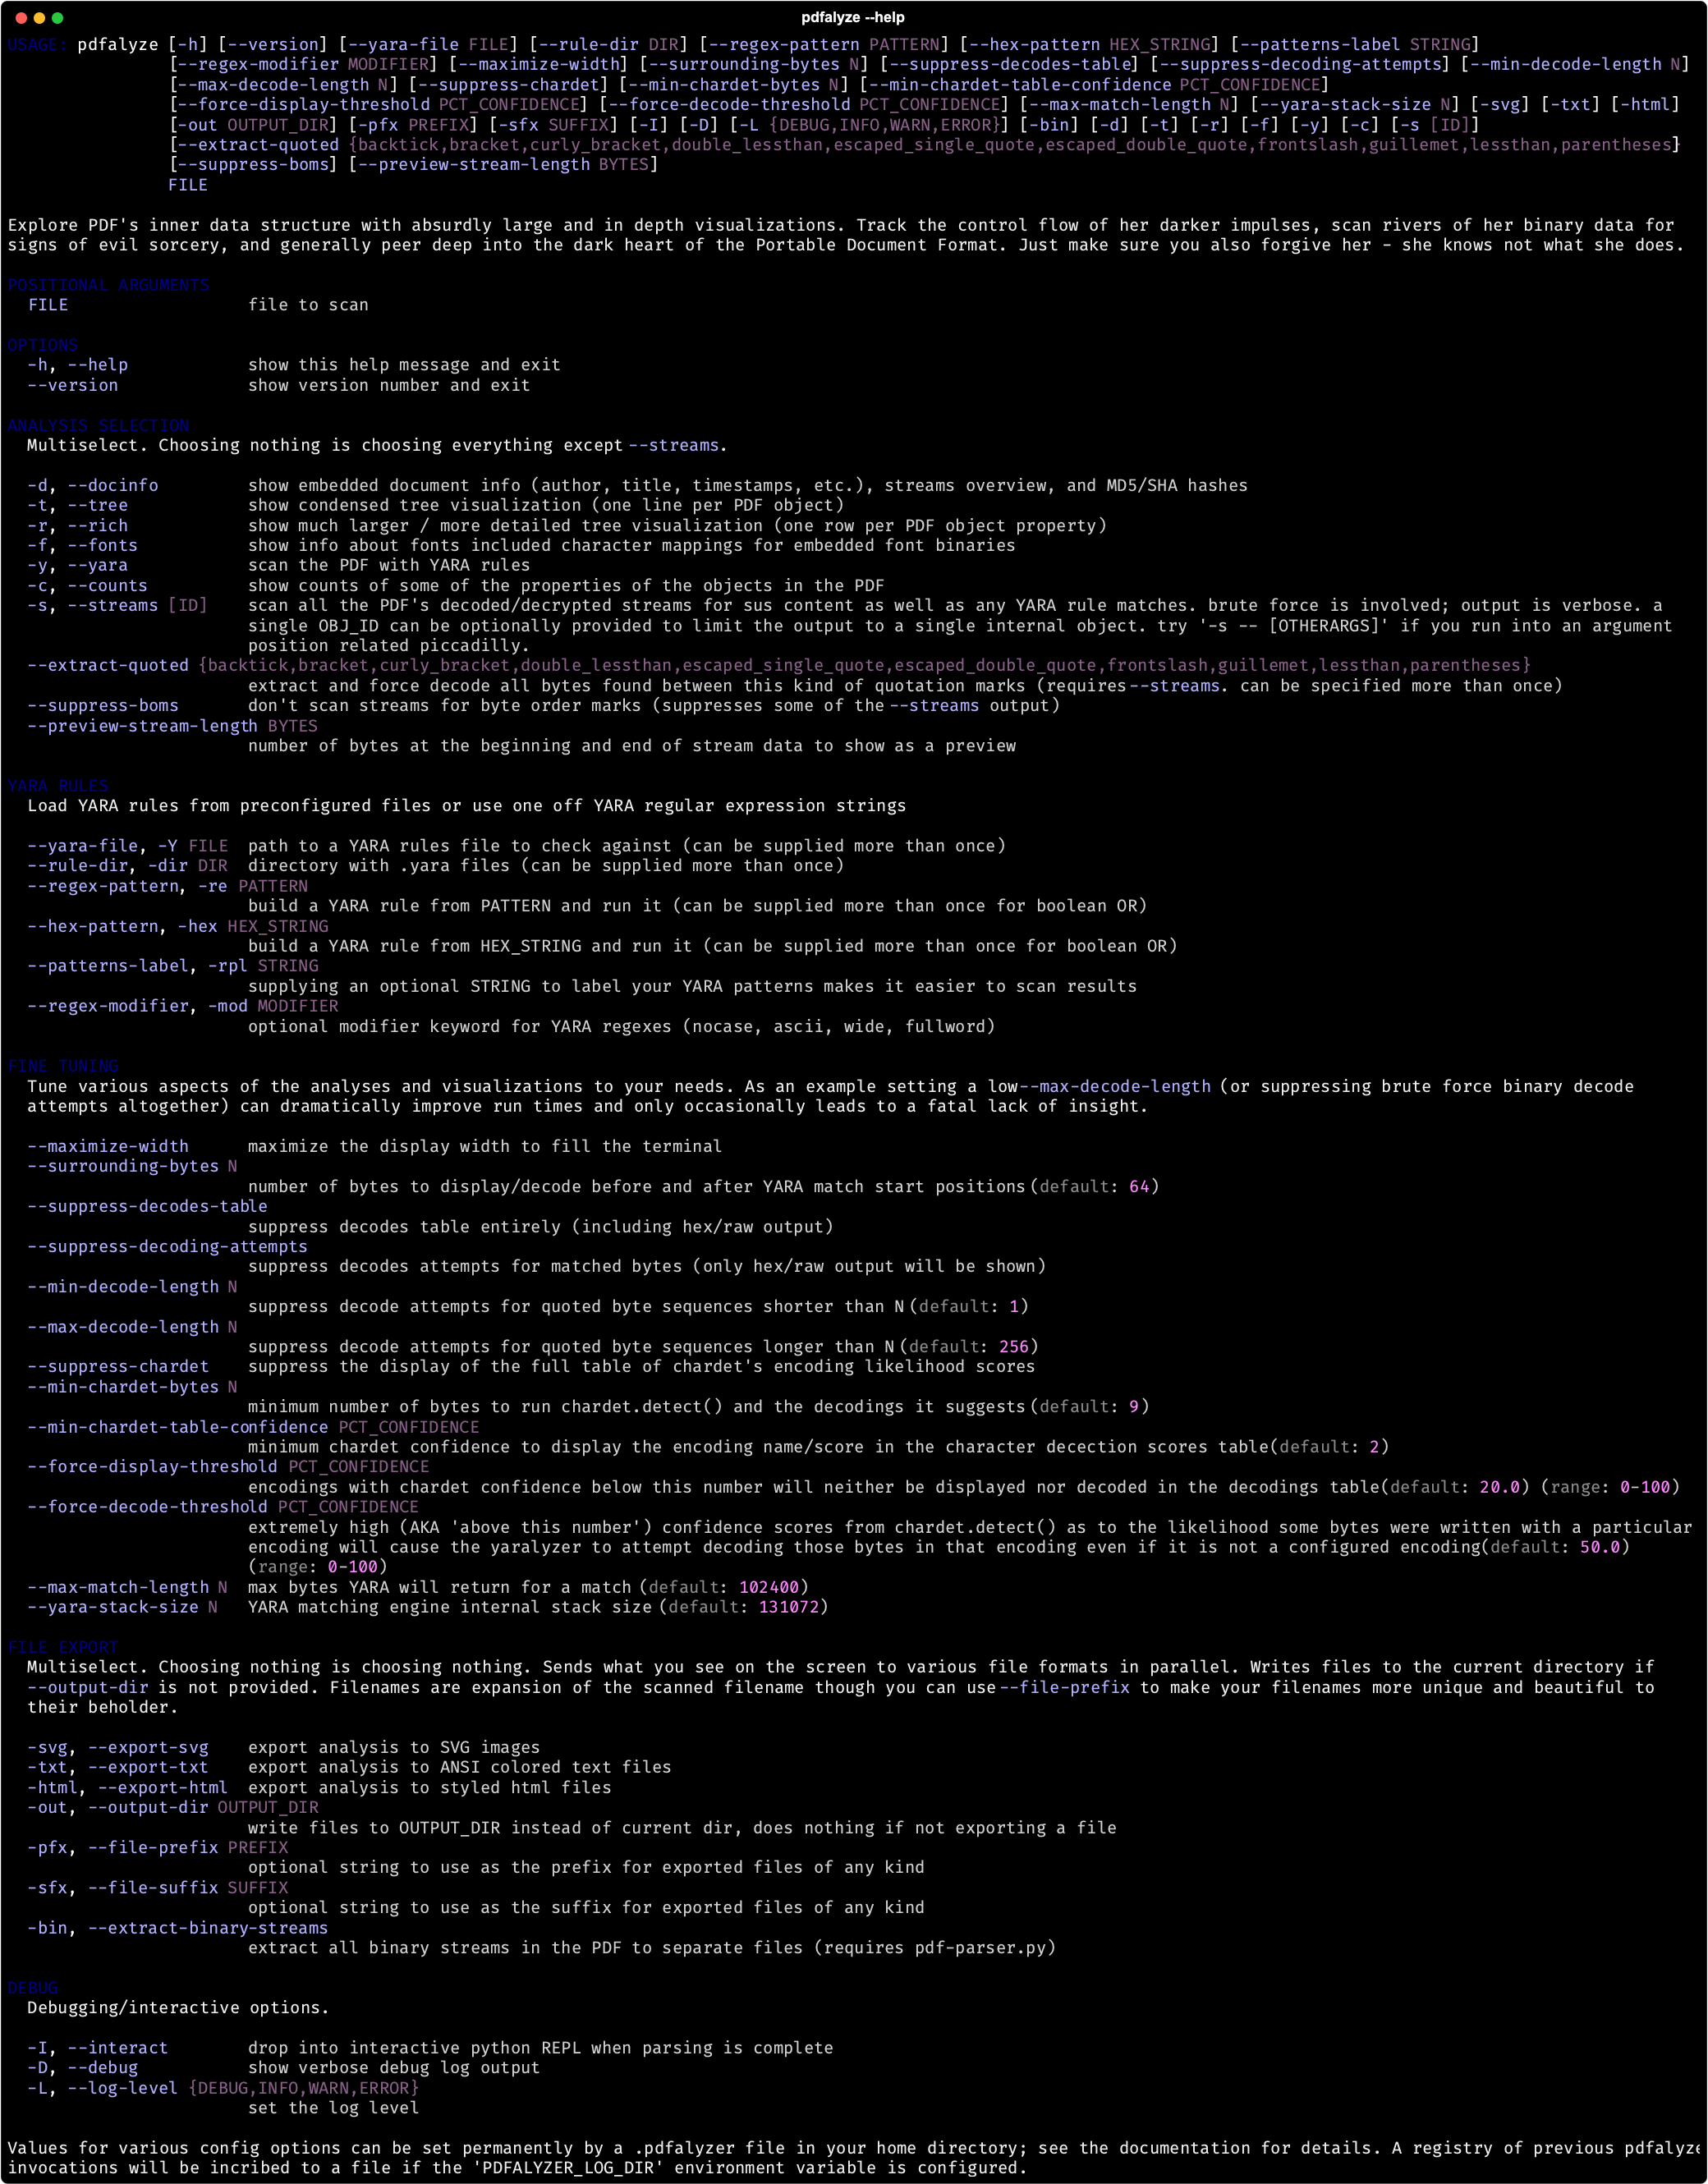 pdfalyze --help
USAGE: pdfalyze [-h] [--version] [--yara-file FILE] [--rule-dir DIR] [--regex-pattern PATTERN] [--hex-pattern HEX_STRING] [--patterns-label STRING]
[--regex-modifier MODIFIER] [--maximize-width] [--surrounding-bytes N] [--suppress-decodes-table] [--suppress-decoding-attempts] [--min-decode-length N]
[--max-decode-length N] [--suppress-chardet] [--min-chardet-bytes N] [--min-chardet-table-confidence PCT_CONFIDENCE]
[--force-display-threshold PCT_CONFIDENCE] [--force-decode-threshold PCT_CONFIDENCE] [--max-match-length N] [--yara-stack-size N] [-svg] [-txt] [-html]
[-out OUTPUT_DIR] [-pfx PREFIX] [-sfx SUFFIX] [-I] [-D] [-L {DEBUG,INFO,WARN,ERROR}] [-bin] [-d] [-t] [-r] [-f] [-y] [-c] [-s [ID]]
[--extract-quoted {backtick,bracket,curly_bracket,double_lessthan,escaped_single_quote,escaped_double_quote,frontslash,guillemet,lessthan,parentheses}
[--suppress-boms] [--preview-stream-length BYTES]
FILE
Explore PDF's inner data structure with absurdly large and in depth visualizations. Track the control flow of her darker impulses, scan rivers of her binary data for
signs of evil sorcery, and generally peer deep into the dark heart of the Portable Document Format. Just make sure you also forgive her - she knows not what she does.
POSITIONAL ARGUMENTS
FILE file to scan
OPTIONS
-h, --help show this help message and exit
--version show version number and exit
ANALYSIS SELECTION
Multiselect. Choosing nothing is choosing everything except --streams.
-d, --docinfo show embedded document info (author, title, timestamps, etc.), streams overview, and MD5/SHA hashes
-t, --tree show condensed tree visualization (one line per PDF object)
-r, --rich show much larger / more detailed tree visualization (one row per PDF object property)
-f, --fonts show info about fonts included character mappings for embedded font binaries
-y, --yara scan the PDF with YARA rules
-c, --counts show counts of some of the properties of the objects in the PDF
-s, --streams [ID] scan all the PDF's decoded/decrypted streams for sus content as well as any YARA rule matches. brute force is involved; output is verbose. a
single OBJ_ID can be optionally provided to limit the output to a single internal object. try '-s -- [OTHERARGS]' if you run into an argument
position related piccadilly.
--extract-quoted {backtick,bracket,curly_bracket,double_lessthan,escaped_single_quote,escaped_double_quote,frontslash,guillemet,lessthan,parentheses}
extract and force decode all bytes found between this kind of quotation marks (requires --streams. can be specified more than once)
--suppress-boms don't scan streams for byte order marks (suppresses some of the --streams output)
--preview-stream-length BYTES
number of bytes at the beginning and end of stream data to show as a preview
YARA RULES
Load YARA rules from preconfigured files or use one off YARA regular expression strings
--yara-file, -Y FILE path to a YARA rules file to check against (can be supplied more than once)
--rule-dir, -dir DIR directory with .yara files (can be supplied more than once)
--regex-pattern, -re PATTERN
build a YARA rule from PATTERN and run it (can be supplied more than once for boolean OR)
--hex-pattern, -hex HEX_STRING
build a YARA rule from HEX_STRING and run it (can be supplied more than once for boolean OR)
--patterns-label, -rpl STRING
supplying an optional STRING to label your YARA patterns makes it easier to scan results
--regex-modifier, -mod MODIFIER
optional modifier keyword for YARA regexes (nocase, ascii, wide, fullword)
FINE TUNING
Tune various aspects of the analyses and visualizations to your needs. As an example setting a low --max-decode-length (or suppressing brute force binary decode
attempts altogether) can dramatically improve run times and only occasionally leads to a fatal lack of insight.
--maximize-width maximize the display width to fill the terminal
--surrounding-bytes N
number of bytes to display/decode before and after YARA match start positions (default: 64)
--suppress-decodes-table
suppress decodes table entirely (including hex/raw output)
--suppress-decoding-attempts
suppress decodes attempts for matched bytes (only hex/raw output will be shown)
--min-decode-length N
suppress decode attempts for quoted byte sequences shorter than N (default: 1)
--max-decode-length N
suppress decode attempts for quoted byte sequences longer than N (default: 256)
--suppress-chardet suppress the display of the full table of chardet's encoding likelihood scores
--min-chardet-bytes N
minimum number of bytes to run chardet.detect() and the decodings it suggests (default: 9)
--min-chardet-table-confidence PCT_CONFIDENCE
minimum chardet confidence to display the encoding name/score in the character decection scores table (default: 2)
--force-display-threshold PCT_CONFIDENCE
encodings with chardet confidence below this number will neither be displayed nor decoded in the decodings table (default: 20.0) (range: 0-100)
--force-decode-threshold PCT_CONFIDENCE
extremely high (AKA 'above this number') confidence scores from chardet.detect() as to the likelihood some bytes were written with a particular
encoding will cause the yaralyzer to attempt decoding those bytes in that encoding even if it is not a configured encoding (default: 50.0)
(range: 0-100)
--max-match-length N max bytes YARA will return for a match (default: 102400)
--yara-stack-size N YARA matching engine internal stack size (default: 131072)
FILE EXPORT
Multiselect. Choosing nothing is choosing nothing. Sends what you see on the screen to various file formats in parallel. Writes files to the current directory if
--output-dir is not provided. Filenames are expansion of the scanned filename though you can use --file-prefix to make your filenames more unique and beautiful to
their beholder.
-svg, --export-svg export analysis to SVG images
-txt, --export-txt export analysis to ANSI colored text files
-html, --export-html export analysis to styled html files
-out, --output-dir OUTPUT_DIR
write files to OUTPUT_DIR instead of current dir, does nothing if not exporting a file
-pfx, --file-prefix PREFIX
optional string to use as the prefix for exported files of any kind
-sfx, --file-suffix SUFFIX
optional string to use as the suffix for exported files of any kind
-bin, --extract-binary-streams
extract all binary streams in the PDF to separate files (requires pdf-parser.py)
DEBUG
Debugging/interactive options.
-I, --interact drop into interactive python REPL when parsing is complete
-D, --debug show verbose debug log output
-L, --log-level {DEBUG,INFO,WARN,ERROR}
set the log level
Values for various config options can be set permanently by a .pdfalyzer file in your home directory; see the documentation for details. A registry of previous pdfalyze
invocations will be incribed to a file if the 'PDFALYZER_LOG_DIR' environment variable is configured.